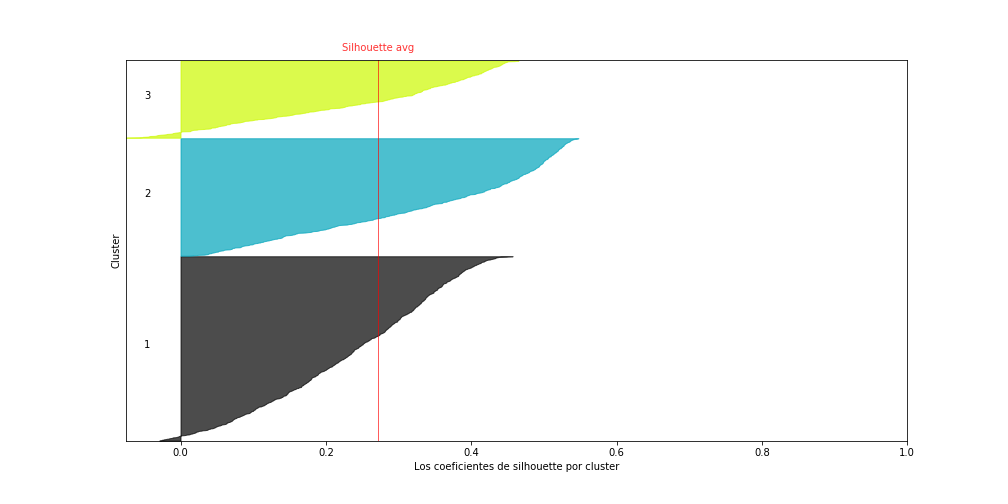 Silhouette avg
3
2
1
Cluster
0.0 0.2 0.4 0.6 0.8 1.0
Los coeficientes de silhouette por cluster